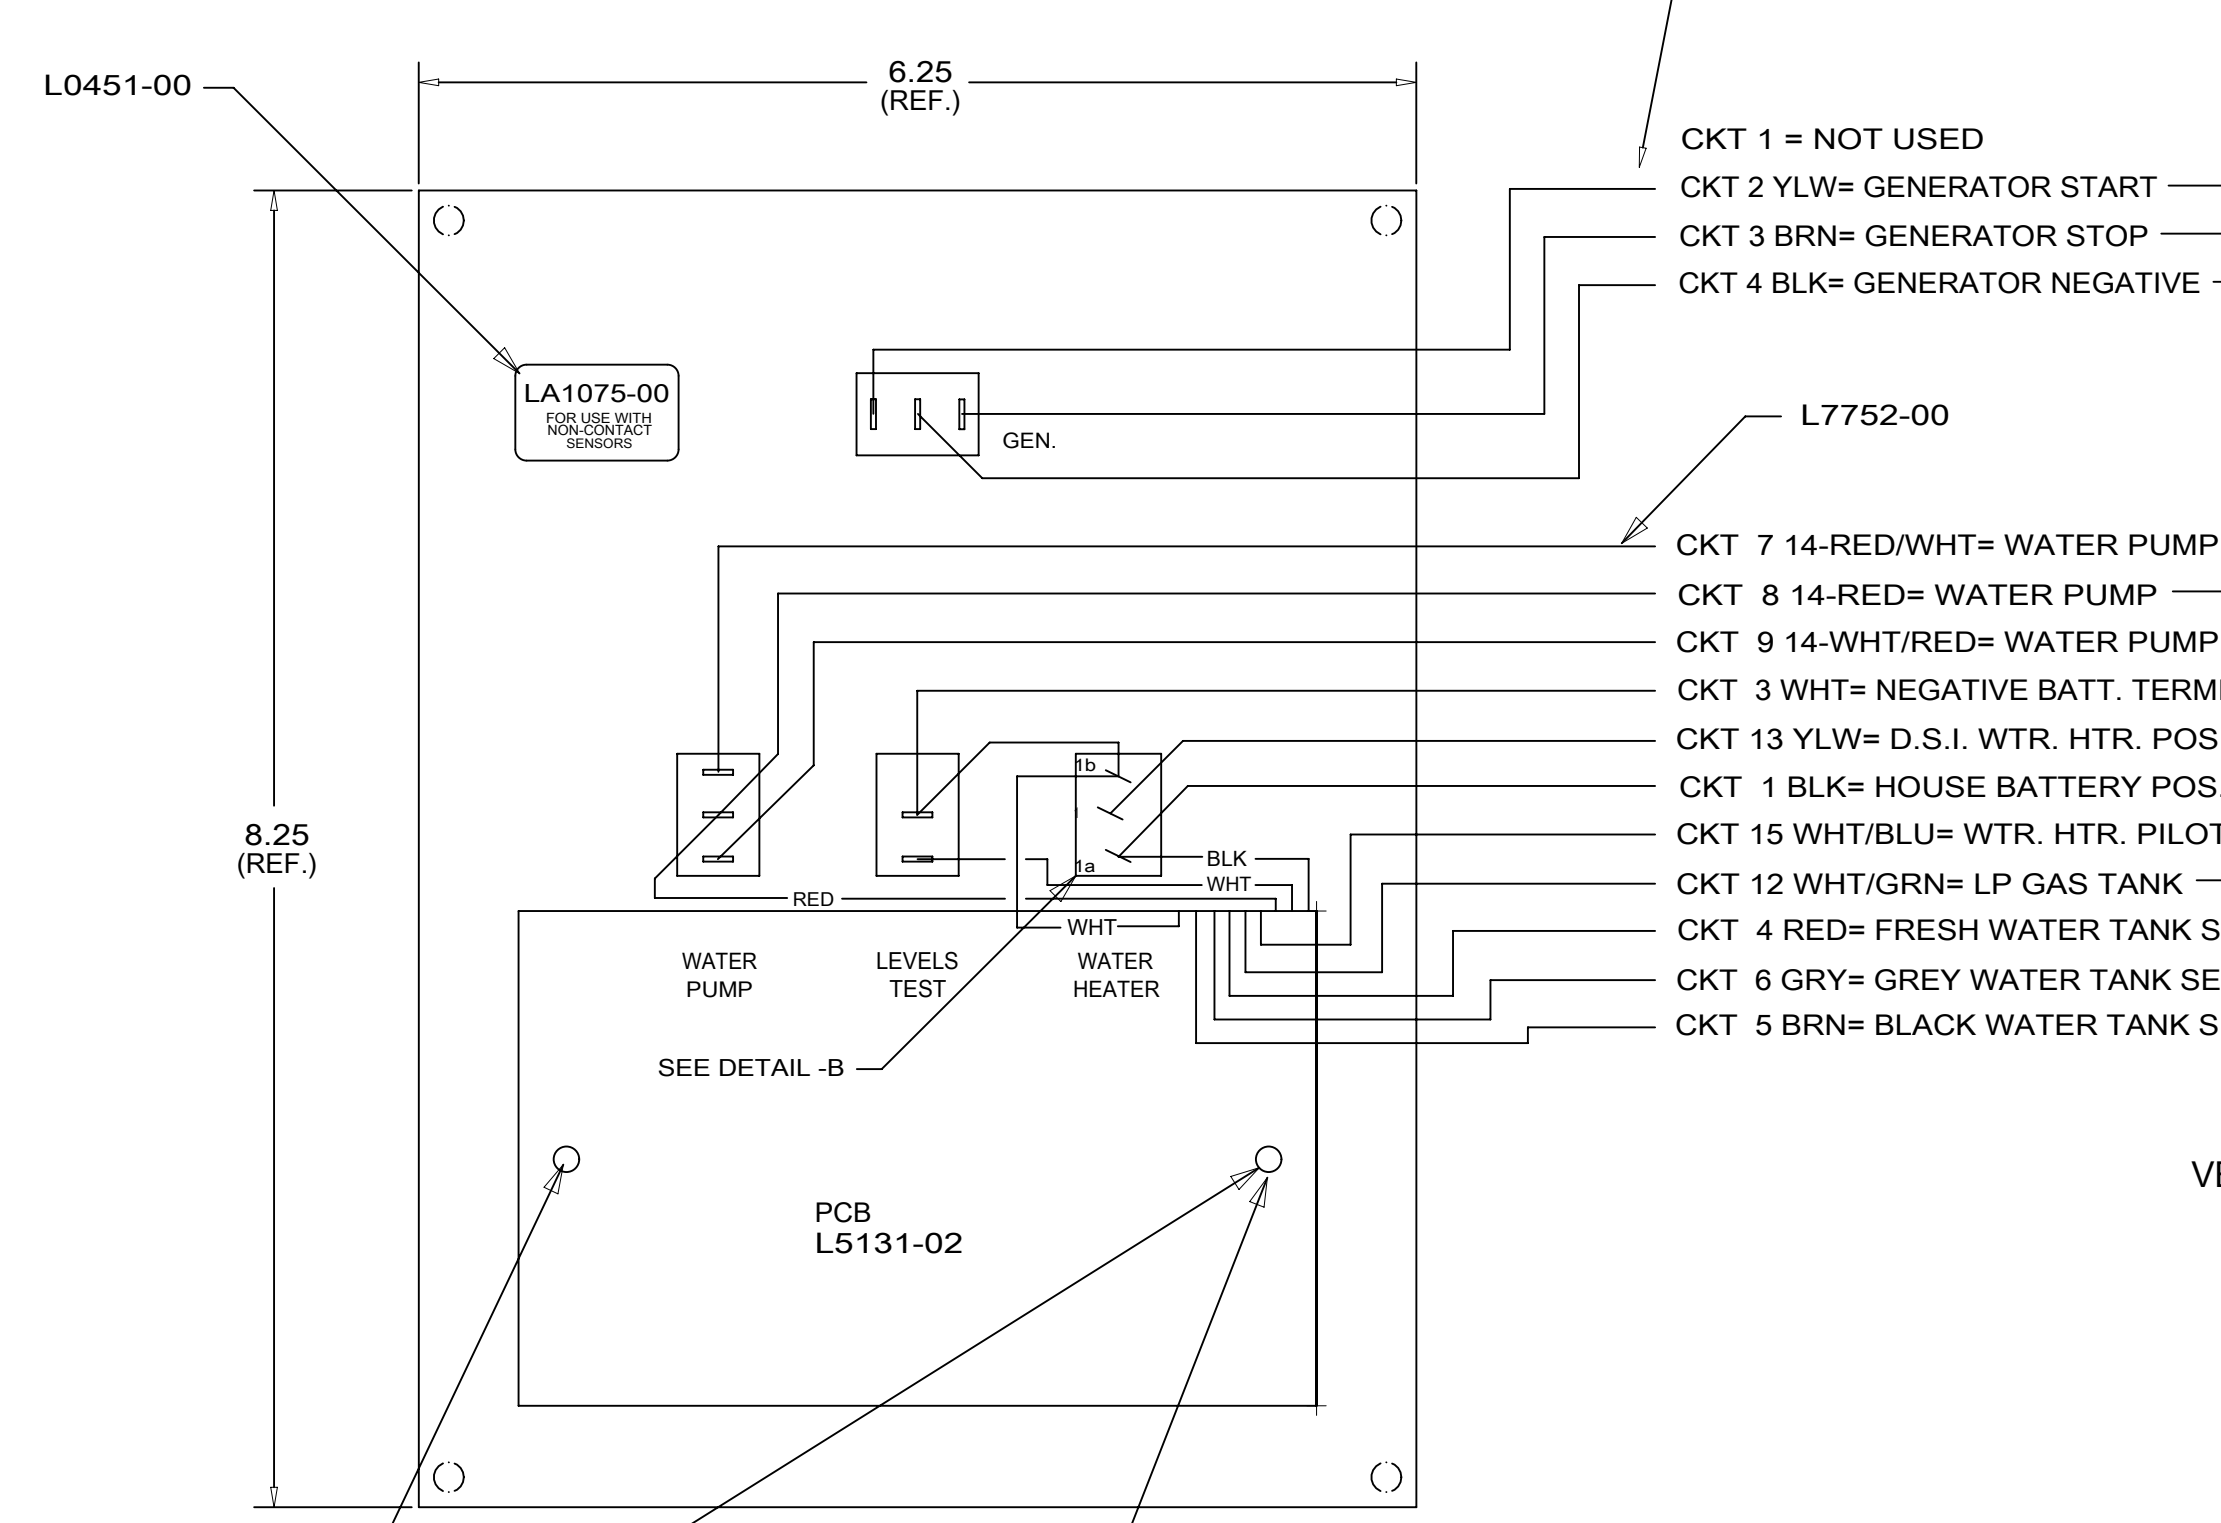 L0451-00
6.25
(REF.)
CKT 1 = NOT USED
CKT 2 YLW= GENERATOR START
CKT 3 BRN= GENERATOR STOP
CKT 4 BLK= GENERATOR NEGATIVE
LA1075-00
FOR USE WITH
NON-CONTACT
SENSORS
GEN.
L7752-00
CKT 7 14-RED/WHT= WATER PUMP
CKT 8 14-RED= WATER PUMP
CKT 9 14-WHT/RED= WATER PUMP
CKT 3 WHT= NEGATIVE BATT.
CKT 13 YLW= D.S.I. WTR. HTR. POS
CKT 1 BLK= HOUSE BATTERY POS.
CKT 15 WHT/BLU= WTR. HTR. PILOT
CKT 12 WHT/GRN= LP GAS TANK
CKT 4 RED= FRESH WATER TANK
CKT 6 GRY= GREY WATER TANK
CKT 5 BRN= BLACK WATER TANK
8.25
(REF.)
1b
1a
BLK
WHT
RED
WHT
WATER
PUMP
LEVELS
TEST
WATER
HEATER
SEE DETAIL -B
PCB
L5131-02